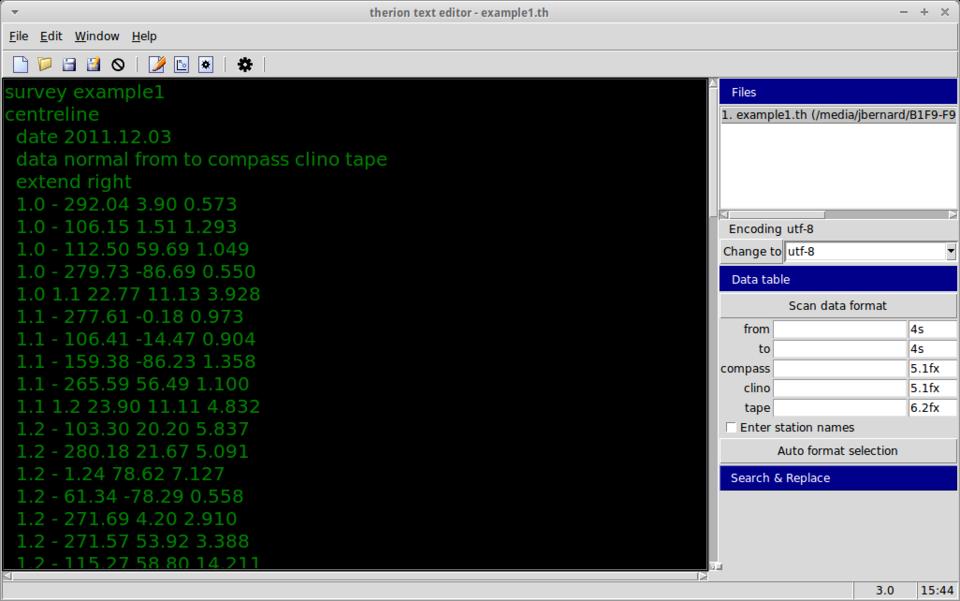 therion text editor - example1.th
File Edit Window Help
survey example1
centreline
date 2011.12.03
data normal from to compass clino tape
extend right
1.0 - 292.04 3.90 0.573
1.0 - 106.15 1.51 1.293
1.0 - 112.50 59.69 1.049
1.0 - 279.73 -86.69 0.550
1.0 1.1 22.77 11.13 3.928
1.1 - 277.61 -0.18 0.973
1.1 - 106.41 -14.47 0.904
1.1 - 159.38 -86.23 1.358
1.1 - 265.59 56.49 1.100
1.1 1.2 23.90 11.11 4.832
1.2 - 103.30 20.20 5.837
1.2 - 280.18 21.67 5.091
1.2 - 1.24 78.62 7.127
1.2 - 61.34 -78.29 0.558
1.2 - 271.69 4.20 2.910
1.2 - 271.57 53.92 3.388
1.2 - 115.27 58.80 14.211
Files
1. example1.th (/media/jbernard/B1F9-F9
Encoding utf-8
Change to utf-8
Data table
Scan data format
from 4s
to 4s
compass 5.1fx
clino 5.1fx
tape 6.2fx
Enter station names
Auto format selection
Search & Replace
3.0 15:44